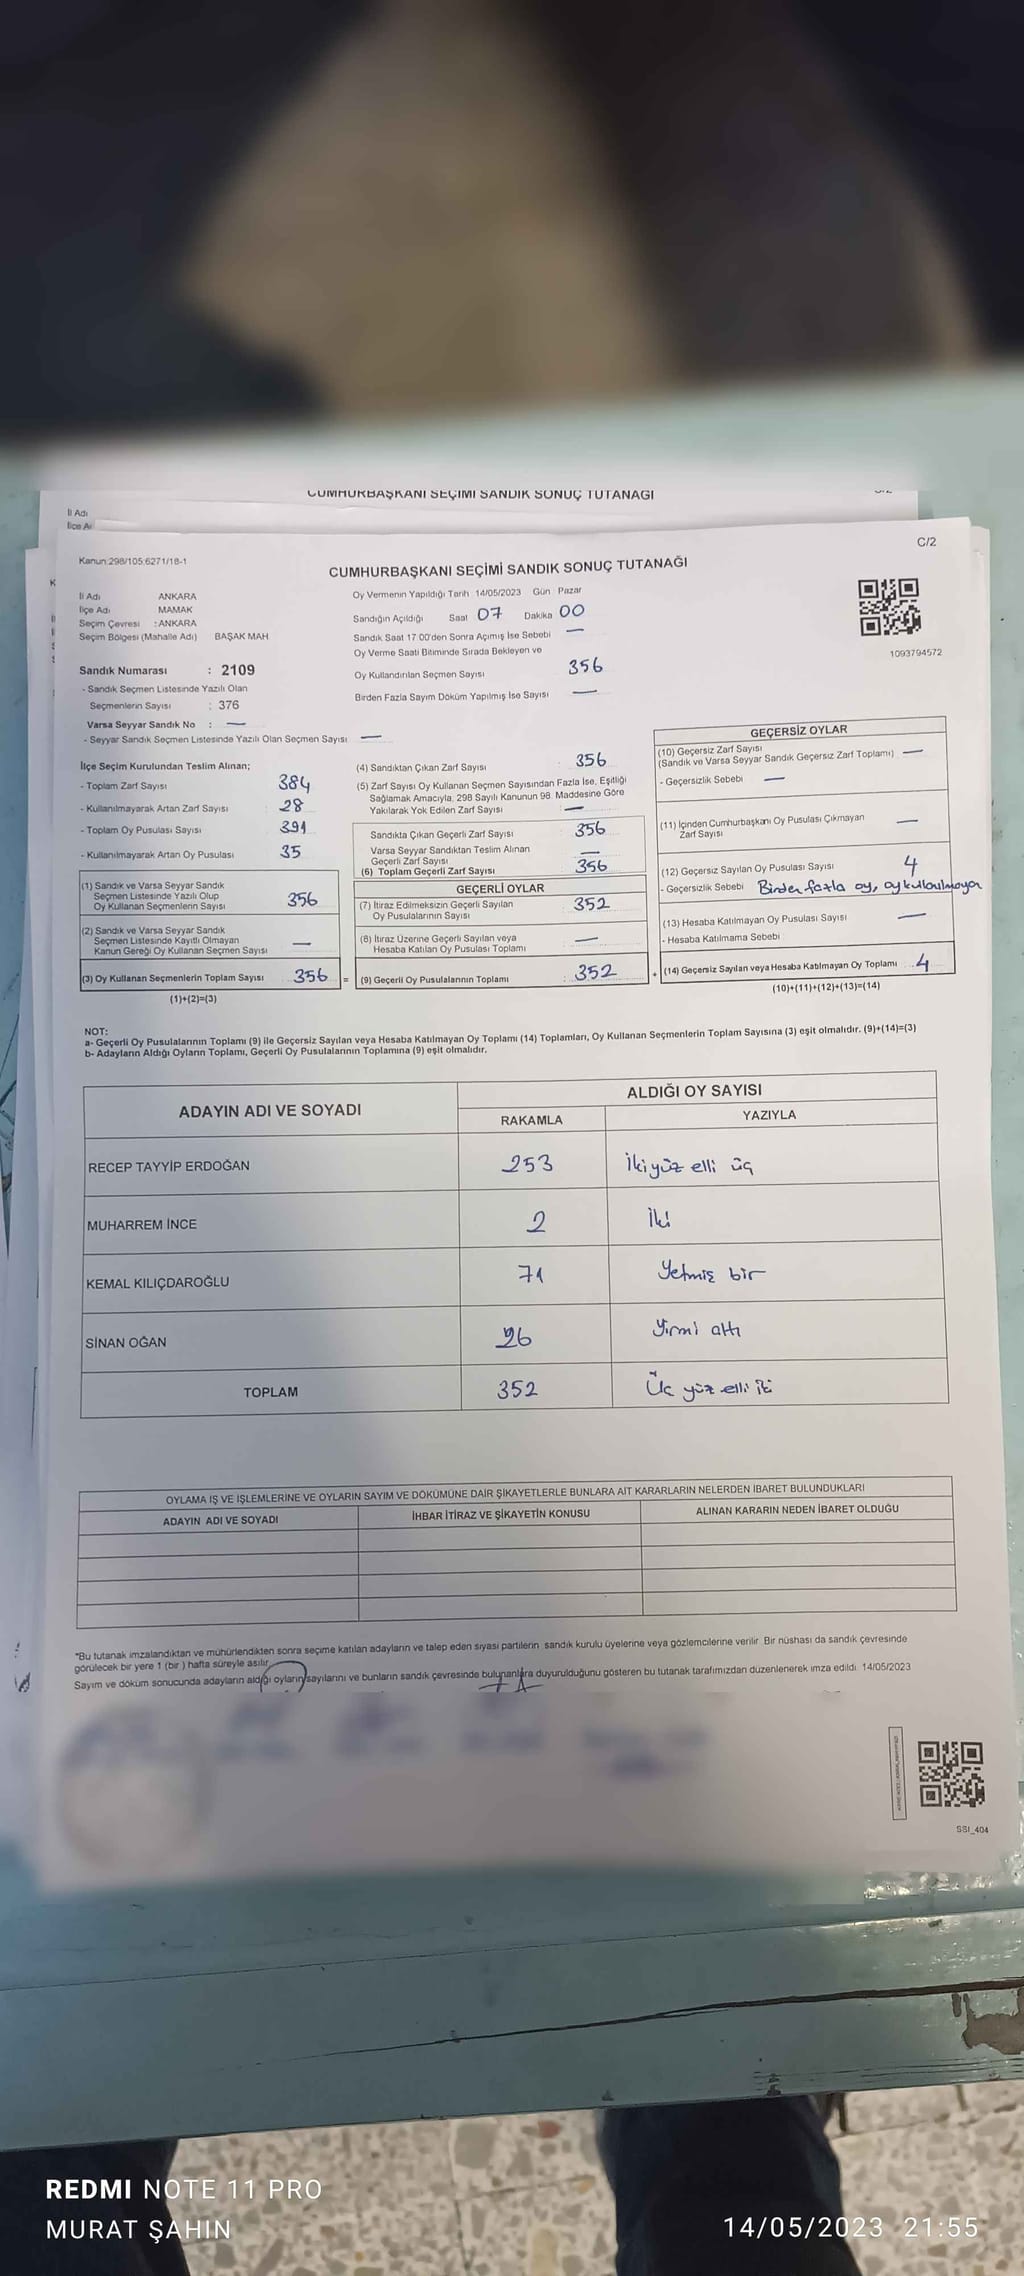 CUMHURBAŞKANI SEÇİMİ SANDIK SONUÇ TUTANAĞI
İl Adı
İlçe
C/2
Kanun:298/105;6271/18-1
CUMHURBAŞKANI SEÇİMİ SANDIK SONUÇ TUTANAĞI
İl Adı ANKARA
İlçe Adı MAMAK
Seçim Çevresi : ANKARA
Seçim Bölgesi (Mahalle Adı) BAŞAK MAH
Oy Vermenin Yapıldığı Tarih 14/05/2023 Gün Pazar
Sandığın Açıldığı Saat 07 Dakika 00
Sandık Saat 17.00'den Sonra Açımış İse Sebebi —
Oy Verme Saati Bitiminde Sırada Bekleyen ve
Oy Kullandırılan Seçmen Sayısı 356
Birden Fazla Sayım Döküm Yapılmış İse Sayısı —
1093794572
Sandık Numarası : 2109
- Sandık Seçmen Listesinde Yazılı Olan
Seçmenlerin Sayısı : 376
Varsa Seyyar Sandık No : —
- Seyyar Sandık Seçmen Listesinde Yazılı Olan Seçmen Sayısı —
İlçe Seçim Kurulundan Teslim Alınan;
- Toplam Zarf Sayısı 384
- Kullanılmayarak Artan Zarf Sayısı 28
- Toplam Oy Pusulası Sayısı 391
- Kullanılmayarak Artan Oy Pusulası 35
(1) Sandık ve Varsa Seyyar Sandık
Seçmen Listesinde Yazılı Olup
Oy Kullanan Seçmenlerin Sayısı 356
(2) Sandık ve Varsa Seyyar Sandık
Seçmen Listesinde Kayıtlı Olmayan
Kanun Gereği Oy Kullanan Seçmen Sayısı —
(3) Oy Kullanan Seçmenlerin Toplam Sayısı 356 =
(1)+(2)=(3)
(4) Sandıktan Çıkan Zarf Sayısı : 356
(5) Zarf Sayısı Oy Kullanan Seçmen Sayısından Fazla İse, Eşitliği
Sağlamak Amacıyla, 298 Sayılı Kanunun 98. Maddesine Göre
Yakılarak Yok Edilen Zarf Sayısı —
Sandıkta Çıkan Geçerli Zarf Sayısı 356
Varsa Seyyar Sandıktan Teslim Alınan
Geçerli Zarf Sayısı —
(6) Toplam Geçerli Zarf Sayısı 356
GEÇERLİ OYLAR
(7) İtiraz Edilmeksizin Geçerli Sayılan
Oy Pusulalarının Sayısı 352
(8) İtiraz Üzerine Geçerli Sayılan veya
Hesaba Katılan Oy Pusulası Toplamı —
(9) Geçerli Oy Pusulalarının Toplamı : 352 +
GEÇERSİZ OYLAR
(10) Geçersiz Zarf Sayısı
(Sandık ve Varsa Seyyar Sandık Geçersiz Zarf Toplamı) —
- Geçersizlik Sebebi —
(11) İçinden Cumhurbaşkanı Oy Pusulası Çıkmayan
Zarf Sayısı —
(12) Geçersiz Sayılan Oy Pusulası Sayısı 4
- Geçersizlik Sebebi Birden fazla oy, oy kullanılmayan
(13) Hesaba Katılmayan Oy Pusulası Sayısı —
- Hesaba Katılmama Sebebi
(14) Geçersiz Sayılan veya Hesaba Katılmayan Oy Toplamı 4
(10)+(11)+(12)+(13)=(14)
NOT:
a- Geçerli Oy Pusulalarının Toplamı (9) ile Geçersiz Sayılan veya Hesaba Katılmayan Oy Toplamı (14) Toplamları, Oy Kullanan Seçmenlerin Toplam Sayısına (3) eşit olmalıdır. (9)+(14)=(3)
b- Adayların Aldığı Oyların Toplamı, Geçerli Oy Pusulalarının Toplamına (9) eşit olmalıdır.
ADAYIN ADI VE SOYADI ALDIĞI OY SAYISI
RAKAMLA YAZIYLA
RECEP TAYYİP ERDOĞAN 253 İkiyüz elli üç
MUHARREM İNCE 2 İki
KEMAL KILIÇDAROĞLU 71 Yetmiş bir
SİNAN OĞAN 26 Yirmi altı
TOPLAM 352 Üç yüz elli iki
OYLAMA İŞ VE İŞLEMLERİNE VE OYLARIN SAYIM VE DÖKÜMÜNE DAİR ŞİKAYETLERLE BUNLARA AİT KARARLARIN NELERDEN İBARET BULUNDUKLARI
ADAYIN ADI VE SOYADI İHBAR İTİRAZ VE ŞİKAYETİN KONUSU ALINAN KARARIN NEDEN İBARET OLDUĞU
*Bu tutanak imzalandıktan ve mühürlendikten sonra seçime katılan adayların ve talep eden siyasi partilerin sandık kurulu üyelerine veya gözlemcilerine verilir. Bir nüshası da sandık çevresinde
görülecek bir yere 1 (bir) hafta süreyle asılır.
Sayım ve döküm sonucunda adayların aldığı oyların sayılarını ve bunların sandık çevresinde bulunanlara duyurulduğunu gösteren bu tutanak tarafımızdan düzenlenerek imza edildi. 14/05/2023
SSI_404
REDMI NOTE 11 PRO
MURAT ŞAHIN
14/05/2023 21:55